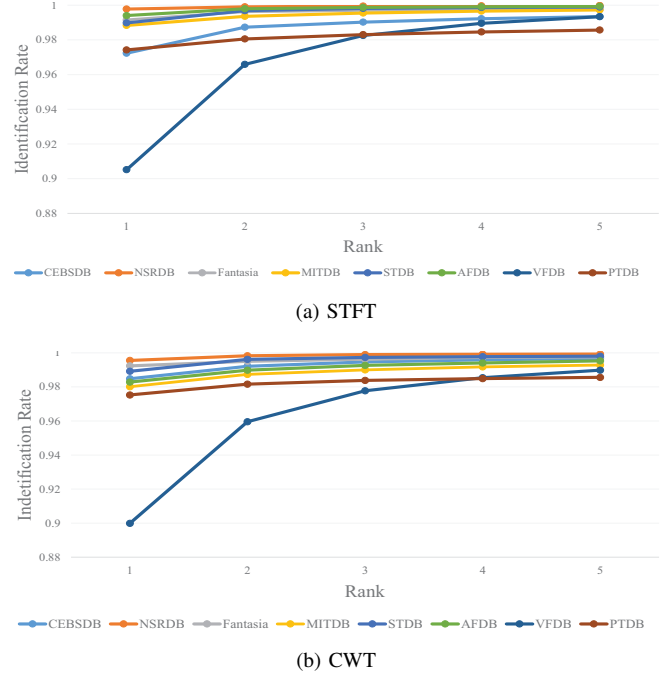 1
0.98
0.96
0.94
0.92
0.9
0.88
Identification Rate
1 2 3 4 5
Rank
CEBSDB NSRDB Fantasia MITDB STDB AFDB VFDB PTDB
(a) STFT
1
0.98
0.96
0.94
0.92
0.9
0.88
Indetification Rate
1 2 3 4 5
Rank
CEBSDB NSRDB Fantasia MITDB STDB AFDB VFDB PTDB
(b) CWT